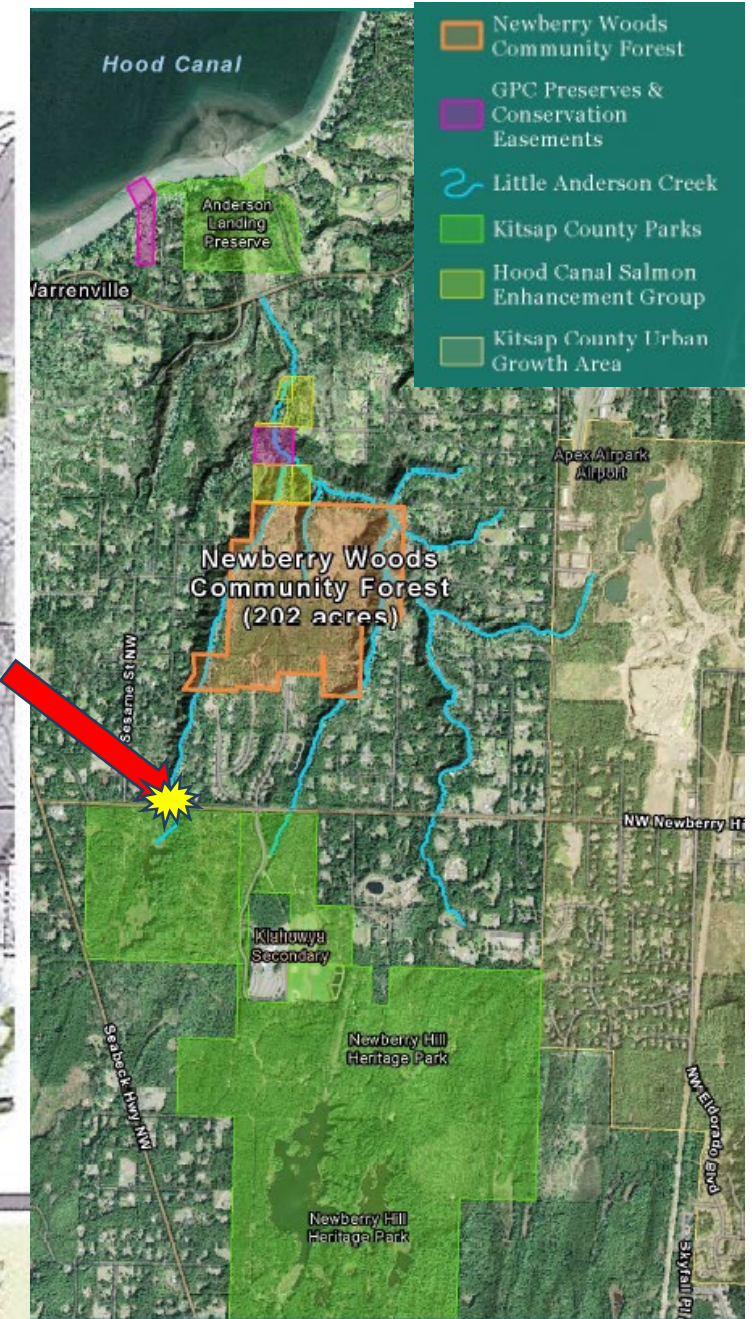 Newberry Woods
Community Forest
GPC Preserves &
Conservation
Easements
Little Anderson Creek
Kitsap County Parks
Hood Canal Salmon
Enhancement Group
Kitsap County Urban
Growth Area
Hood Canal
Anderson
Landing
Preserve
Warrenville
Apex Airpark
Airport
Newberry Woods
Community Forest
(202 acres)
Sesame St NW
NW Newberry Hi
Klahowya
Secondary
Newberry Hill
Heritage Park
Seabeck Hwy NW
NW Eldorado Blvd
Newberry Hill
Heritage Park
Skyfall Pl